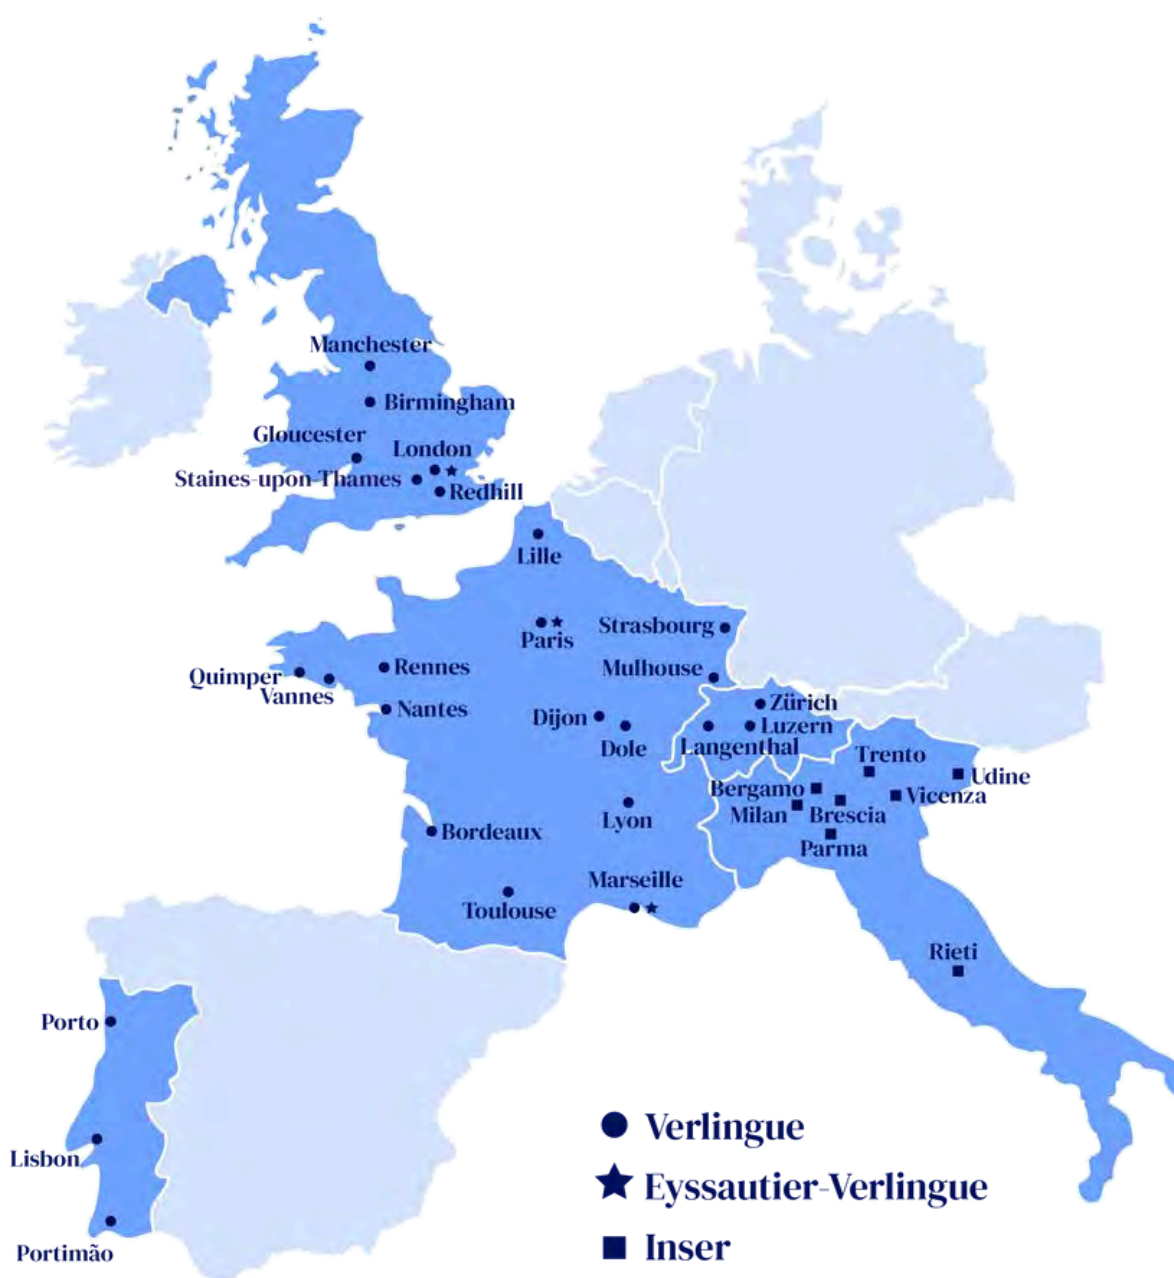 Manchester
Birmingham
Gloucester
London
Staines-upon-Thames
Redhill
Lille
Paris
Strasbourg
Mulhouse
Quimper
Vannes
Rennes
Nantes
Dijon
Dole
Zürich
Luzern
Langenthal
Trento
Udine
Bergamo
Vicenza
Milan
Brescia
Parma
Lyon
Bordeaux
Marseille
Toulouse
Rieti
Porto
Lisbon
Portimão
Verlingue
Eyssautier-Verlingue
Inser